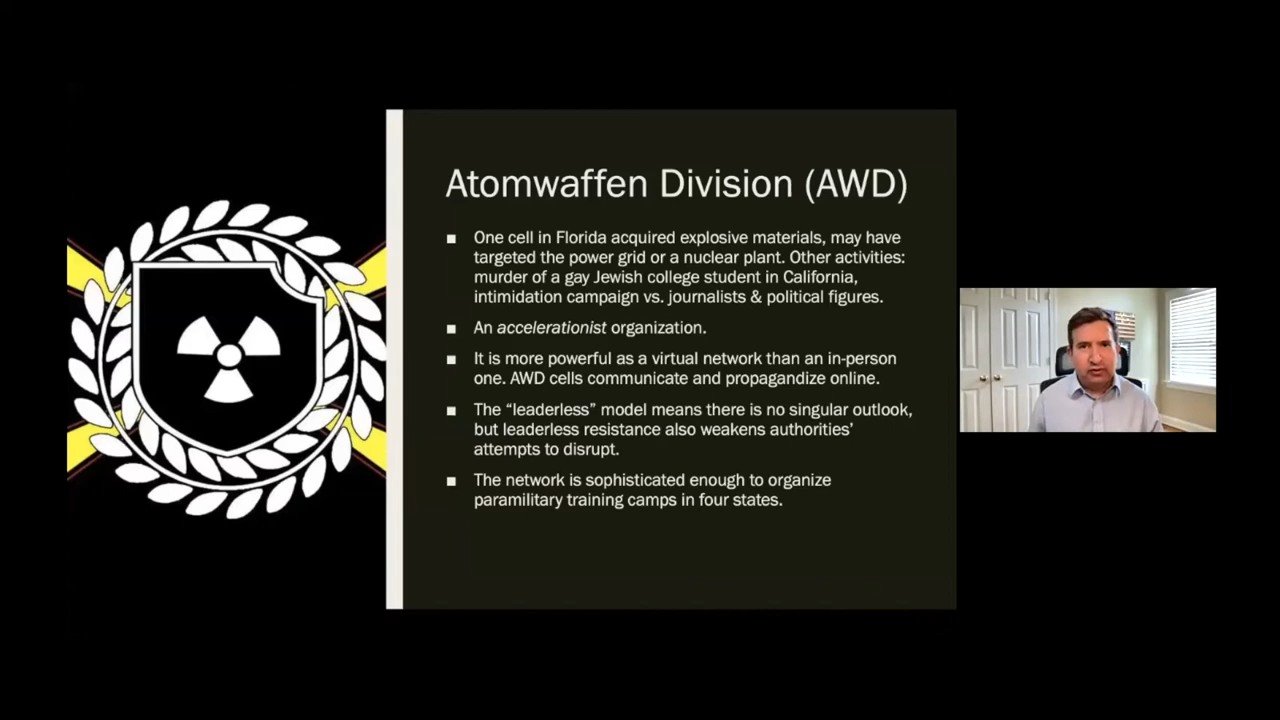 Atomwaffen Division (AWD)
■ One cell in Florida acquired explosive materials, may have
targeted the power grid or a nuclear plant. Other activities:
murder of a gay Jewish college student in California,
intimidation campaign vs. journalists & political figures.
■ An accelerationist organization.
■ It is more powerful as a virtual network than an in-person
one. AWD cells communicate and propagandize online.
■ The “leaderless” model means there is no singular outlook,
but leaderless resistance also weakens authorities’
attempts to disrupt.
■ The network is sophisticated enough to organize
paramilitary training camps in four states.